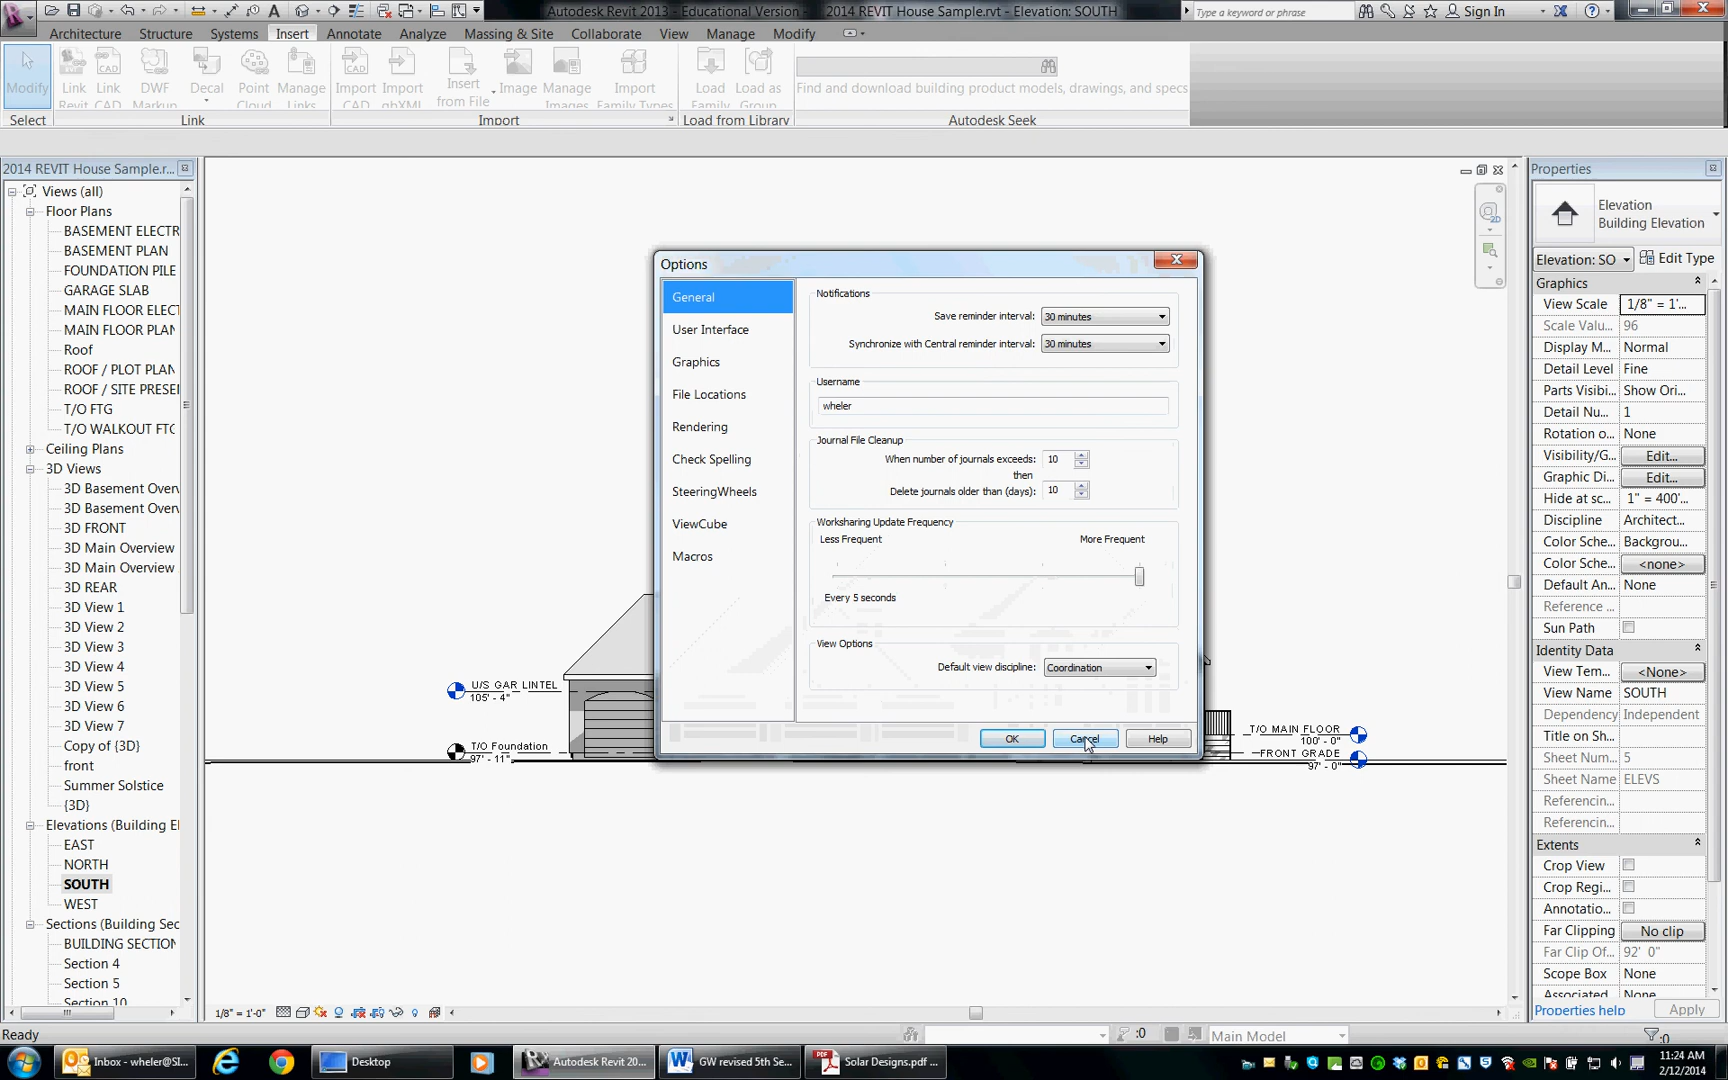 Autodesk Revit 2013 - Educational Version - 2014 REVIT House Sample.rvt - Elevation: SOUTH
Type a keyword or phrase
Sign In
Architecture Structure Systems Insert Annotate Analyze Massing & Site Collaborate View Manage Modify
Modify
Link Revit
Link CAD
DWF Markup
Decal
Point Cloud
Manage Links
Import CAD
Import gbXML
Insert from File
Image
Manage Images
Import Family Types
Load Family
Load as Group
Find and download building product models, drawings, and specs
Select Link Import Load from Library Autodesk Seek
2014 REVIT House Sample.r...
Views (all)
Floor Plans
BASEMENT ELECTR
BASEMENT PLAN
FOUNDATION PILE
GARAGE SLAB
MAIN FLOOR ELECT
MAIN FLOOR PLAN
Roof
ROOF / PLOT PLAN
ROOF / SITE PRESEI
T/O FTG
T/O WALKOUT FTG
Ceiling Plans
3D Views
3D Basement Overv
3D Basement Overv
3D FRONT
3D Main Overview
3D Main Overview
3D REAR
3D View 1
3D View 2
3D View 3
3D View 4
3D View 5
3D View 6
3D View 7
Copy of {3D}
front
Summer Solstice
{3D}
Elevations (Building El
EAST
NORTH
SOUTH
WEST
Sections (Building Sec
BUILDING SECTION
Section 4
Section 5
Section 10
U/S GAR LINTEL
105' - 4"
T/O Foundation
97' - 11"
T/O MAIN FLOOR
100' - 0"
FRONT GRADE
97' - 0"
Options
General
User Interface
Graphics
File Locations
Rendering
Check Spelling
SteeringWheels
ViewCube
Macros
Notifications
Save reminder interval: 30 minutes
Synchronize with Central reminder interval: 30 minutes
Username
wheler
Journal File Cleanup
When number of journals exceeds: 10
then
Delete journals older than (days): 10
Worksharing Update Frequency
Less Frequent More Frequent
Every 5 seconds
View Options
Default view discipline: Coordination
OK Cancel Help
Properties
Elevation
Building Elevation
Elevation: SO Edit Type
Graphics
View Scale 1/8" = 1'...
Scale Valu... 96
Display M... Normal
Detail Level Fine
Parts Visibi... Show Ori...
Detail Nu... 1
Rotation o... None
Visibility/G... Edit...
Graphic Di... Edit...
Hide at sc... 1" = 400'...
Discipline Architect...
Color Sche... Backgrou...
Color Sche... <none>
Default An... None
Reference ...
Sun Path
Identity Data
View Tem... <None>
View Name SOUTH
Dependency Independent
Title on Sh...
Sheet Num... 5
Sheet Name ELEVS
Referencin...
Referencin...
Extents
Crop View
Crop Regi...
Annotatio...
Far Clipping No clip
Far Clip Of... 92' 0"
Scope Box None
Associated... None
Properties help Apply
1/8" = 1'-0"
Ready
:0
Main Model
:0
Inbox - wheler@SI...
Desktop
Autodesk Revit 20...
GW revised 5th Se...
Solar Designs.pdf ...
11:24 AM
2/12/2014